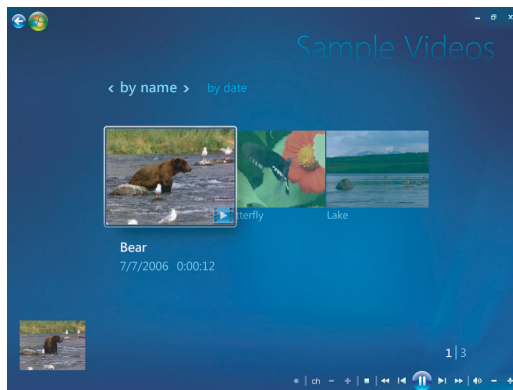 Sample Videos
‹ by name › by date
tterfly Lake
Bear
7/7/2006 0:00:12
1 | 3
ch